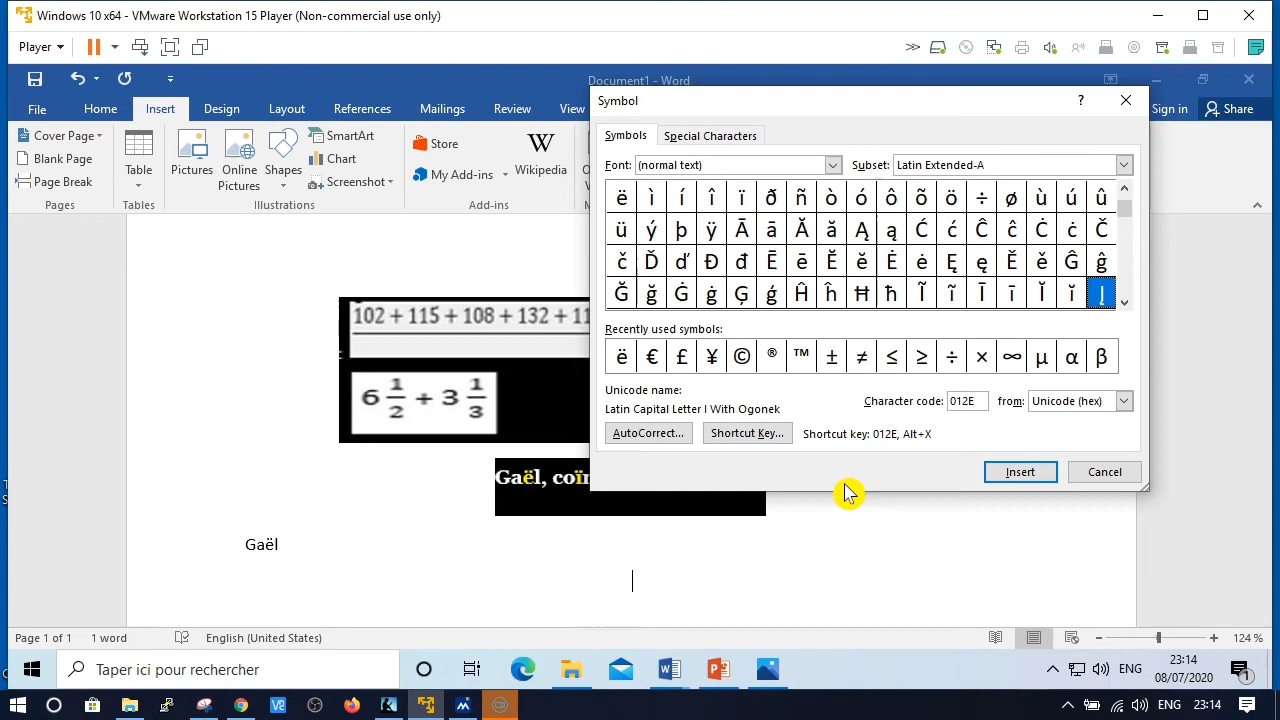 Windows 10 x64 - VMware Workstation 15 Player (Non-commercial use only)
Player
Document1 - Word
File Home Insert Design Layout References Mailings Review View Sign in Share
Cover Page
Blank Page
Page Break
Pages
Table
Tables
Pictures
Online Pictures
Shapes
SmartArt
Chart
Screenshot
Illustrations
Store
My Add-ins
Wikipedia
Add-ins
102 + 115 + 108 + 132 + 11
6 1/2 + 3 1/3
Gaël, coï
Gaël
Symbol
Symbols Special Characters
Font: (normal text) Subset: Latin Extended-A
ë ì í î ï ð ñ ò ó ô õ ö ÷ ø ù ú û
ü ý þ ÿ Ā ā Ă ă Ą ą Ć ć Ĉ ĉ Ċ ċ Č
č Ď ď Đ đ Ē ē Ĕ ĕ Ė ė Ę ę Ě ě Ĝ ĝ
Ğ ğ Ġ ġ Ģ ģ Ĥ ĥ Ħ ħ Ĩ ĩ Ī ī Ĭ ĭ Į
Recently used symbols:
ë € £ ¥ © ® ™ ± ≠ ≤ ≥ ÷ × ∞ µ α β
Unicode name:
Latin Capital Letter I With Ogonek
Character code: 012E from: Unicode (hex)
AutoCorrect... Shortcut Key... Shortcut key: 012E, Alt+X
Insert Cancel
Page 1 of 1 1 word English (United States) 124 %
Taper ici pour rechercher
ENG 23:14
08/07/2020
ENG 23:14